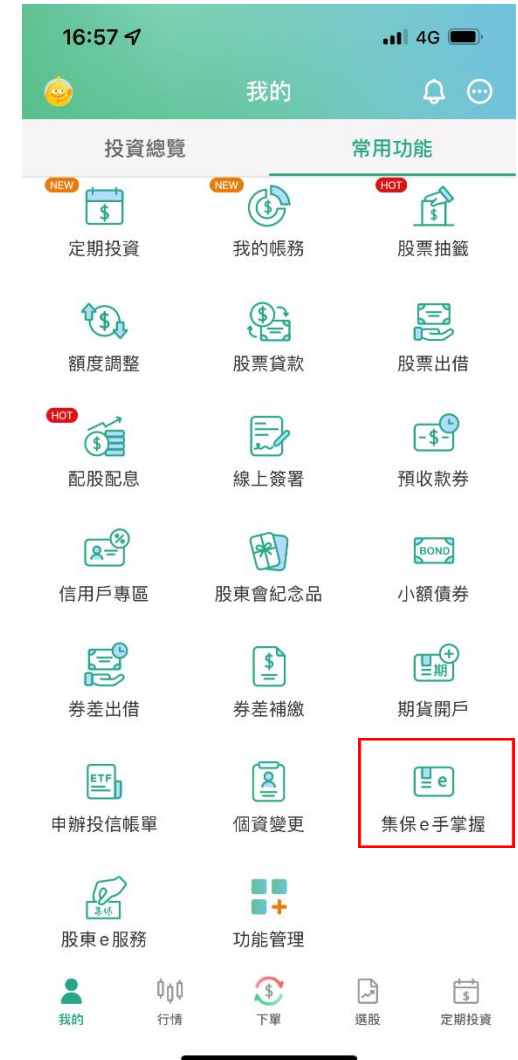 16:57 4G
我的
投資總覽 常用功能
NEW NEW HOT
$ $ $
定期投資 我的帳務 股票抽籤
$ $
額度調整 股票貸款 股票出借
HOT
$ -$-
配股配息 線上簽署 預收款券
% BOND
信用戶專區 股東會紀念品 小額債券
$ 期
券差出借 券差補繳 期貨開戶
ETF e
申辦投信帳單 個資變更 集保e手掌握
集保
股東e服務 功能管理
$ $
我的 行情 下單 選股 定期投資